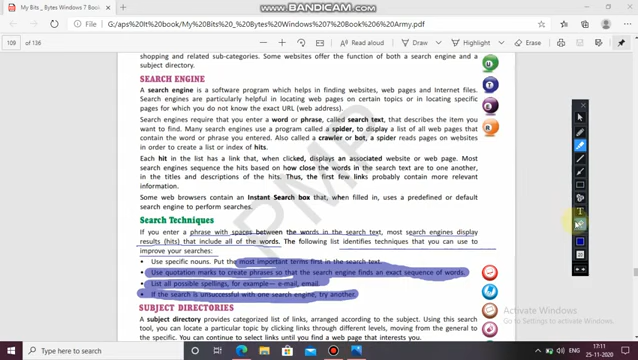 WWW.BANDICAM.COM
G:/aps%20It%20book/My%20Bits%20_%20Bytes%20Windows%207%20Book%206%20Army.pdf
109 of 136
Read aloud
Draw
Highlight
Erase
shopping and related sub-categories. Some websites offer the function of both a search engine and a
subject directory.
SEARCH ENGINE
A search engine is a software program which helps in finding websites, web pages and Internet files.
Search engines are particularly helpful in locating web pages on certain topics or in locating specific
pages for which you do not know the exact URL (web address).
Search engines require that you enter a word or phrase, called search text, that describes the item you
want to find. Many search engines use a program called a spider, to display a list of all web pages that
contain the word or phrase you entered. Also called a crawler or bot, a spider reads pages on websites
in order to create a list or index of hits.
Each hit in the list has a link that, when clicked, displays an associated website or web page. Most
search engines sequence the hits based on how close the words in the search text are to one another,
in the titles and descriptions of the hits. Thus, the first few links probably contain more relevant
information.
Some web browsers contain an Instant Search box that, when filled in, uses a predefined or default
search engine to perform searches.
Search Techniques
If you enter a phrase with spaces between the words in the search text, most search engines display
results (hits) that include all of the words. The following list identifies techniques that you can use to
improve your searches:
• Use specific nouns. Put the most important terms first in the search text.
• Use quotation marks to create phrases so that the search engine finds an exact sequence of words.
• List all possible spellings, for example— e-mail, email.
• If the search is unsuccessful with one search engine, try another.
SUBJECT DIRECTORIES
A subject directory provides categorized list of links, arranged according to the subject. Using this
search tool, you can locate a particular topic by clicking links through different levels, moving from the general to
the specific. You can continue to select links until you find a web page that interests you.
PMP
Activate Windows
Go to Settings to activate Windows.
Type here to search
ENG
17:11
25-11-2020